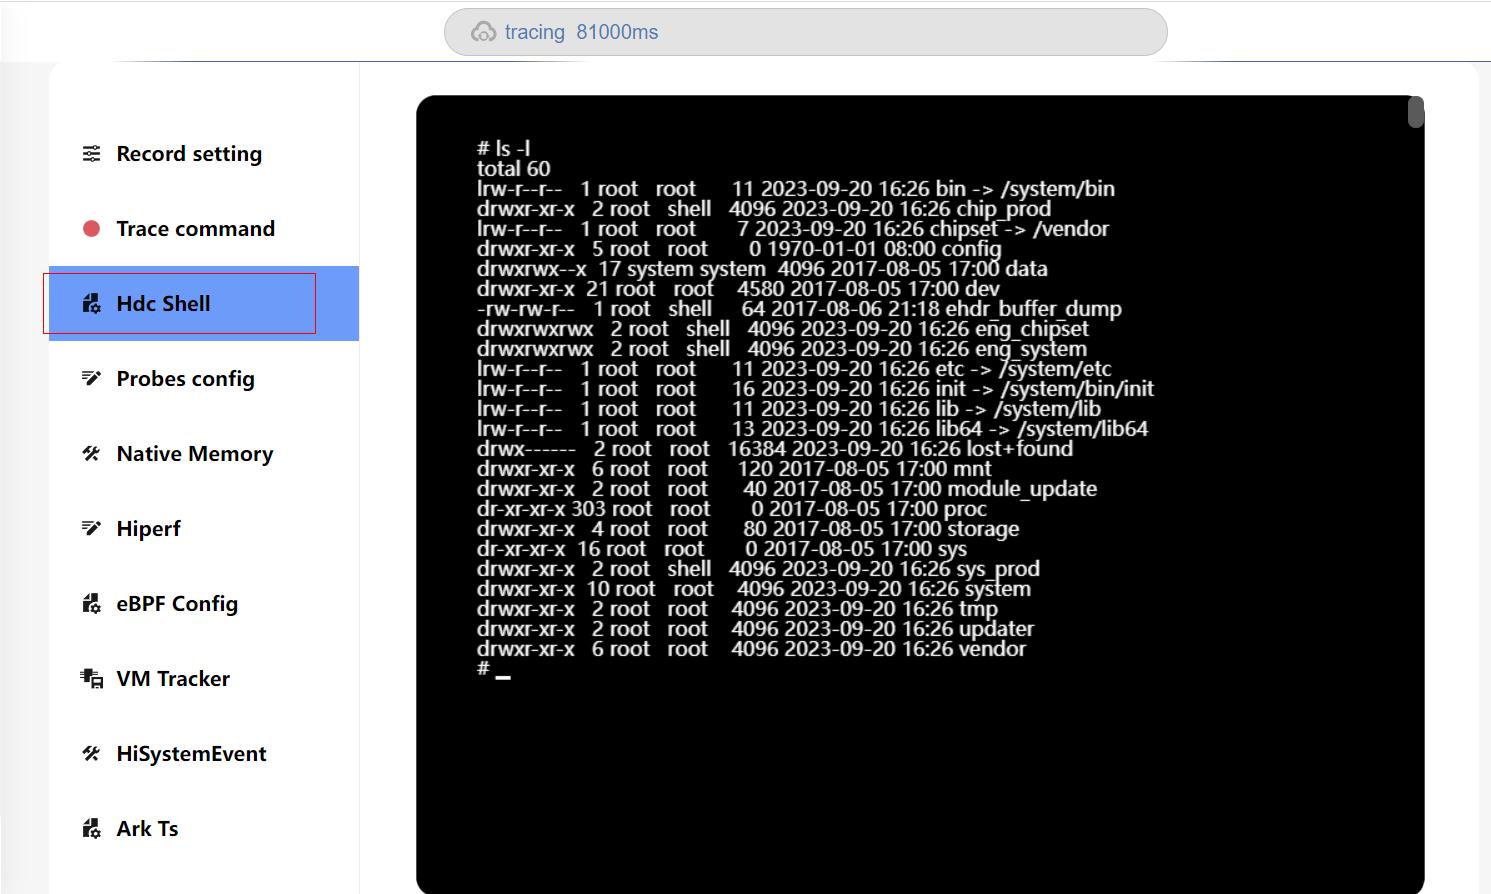 tracing 81000ms
Record setting
Trace command
Hdc Shell
Probes config
Native Memory
Hiperf
eBPF Config
VM Tracker
HiSystemEvent
Ark Ts
# ls -l
total 60
lrw-r--r-- 1 root root 11 2023-09-20 16:26 bin -> /system/bin
drwxr-xr-x 2 root shell 4096 2023-09-20 16:26 chip_prod
lrw-r--r-- 1 root root 7 2023-09-20 16:26 chipset -> /vendor
drwxr-xr-x 5 root root 0 1970-01-01 08:00 config
drwxrwx--x 17 system system 4096 2017-08-05 17:00 data
drwxr-xr-x 21 root root 4580 2017-08-05 17:00 dev
-rw-rw-r-- 1 root shell 64 2017-08-06 21:18 ehdr_buffer_dump
drwxrwxrwx 2 root shell 4096 2023-09-20 16:26 eng_chipset
drwxrwxrwx 2 root shell 4096 2023-09-20 16:26 eng_system
lrw-r--r-- 1 root root 11 2023-09-20 16:26 etc -> /system/etc
lrw-r--r-- 1 root root 16 2023-09-20 16:26 init -> /system/bin/init
lrw-r--r-- 1 root root 11 2023-09-20 16:26 lib -> /system/lib
lrw-r--r-- 1 root root 13 2023-09-20 16:26 lib64 -> /system/lib64
drwx------ 2 root root 16384 2023-09-20 16:26 lost+found
drwxr-xr-x 6 root root 120 2017-08-05 17:00 mnt
drwxr-xr-x 2 root root 40 2017-08-05 17:00 module_update
dr-xr-xr-x 303 root root 0 2017-08-05 17:00 proc
drwxr-xr-x 4 root root 80 2017-08-05 17:00 storage
dr-xr-xr-x 16 root root 0 2017-08-05 17:00 sys
drwxr-xr-x 2 root shell 4096 2023-09-20 16:26 sys_prod
drwxr-xr-x 10 root root 4096 2023-09-20 16:26 system
drwxr-xr-x 2 root root 4096 2023-09-20 16:26 tmp
drwxr-xr-x 2 root root 4096 2023-09-20 16:26 updater
drwxr-xr-x 6 root root 4096 2023-09-20 16:26 vendor
#